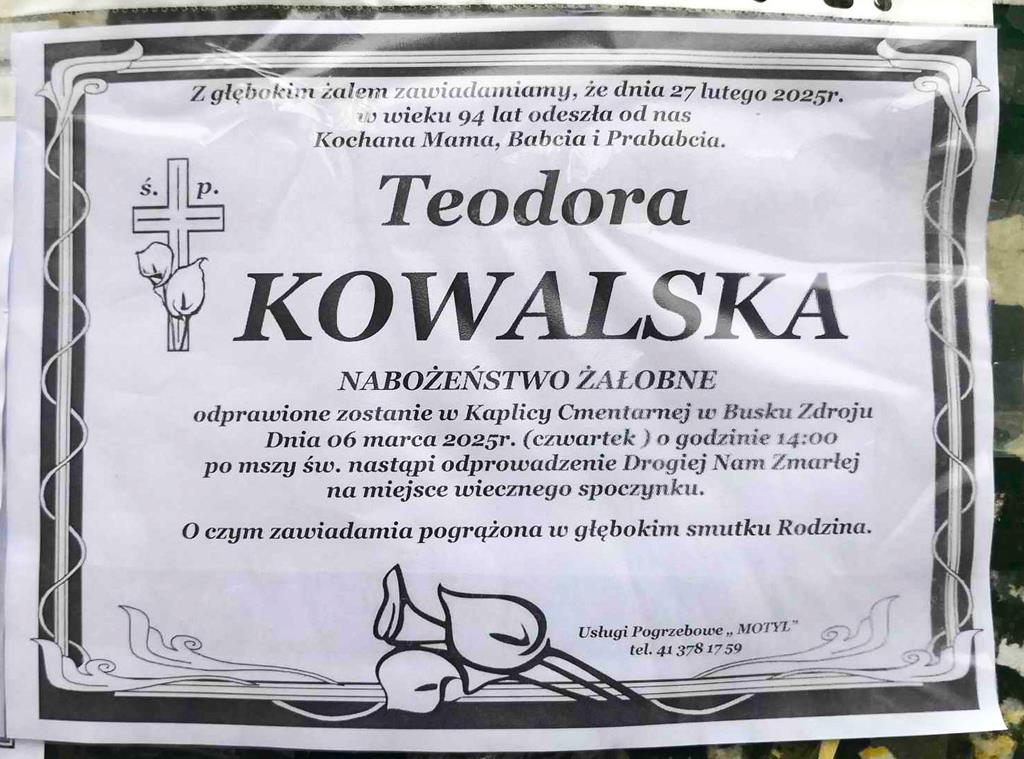 Z głębokim żalem zawiadamiamy, że dnia 27 lutego 2025r.
w wieku 94 lat odeszła od nas
Kochana Mama, Babcia i Prababcia.
ś. p.
Teodora
KOWALSKA
NABOŻEŃSTWO ŻAŁOBNE
odprawione zostanie w Kaplicy Cmentarnej w Busku Zdroju
Dnia 06 marca 2025r. (czwartek ) o godzinie 14:00
po mszy św. nastąpi odprowadzenie Drogiej Nam Zmarłej
na miejsce wiecznego spoczynku.
O czym zawiadamia pogrążona w głębokim smutku Rodzina.
Usługi Pogrzebowe „ MOTYL"
tel. 41 378 17 59